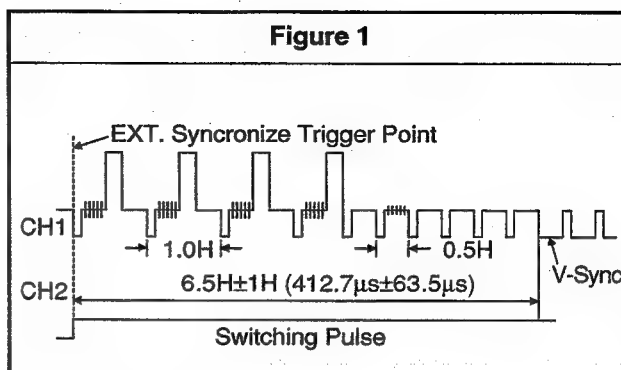 Figure 1
EXT. Syncronize Trigger Point
CH1
1.0H
0.5H
V-Sync
CH2
6.5H±1H (412.7µs±63.5µs)
Switching Pulse